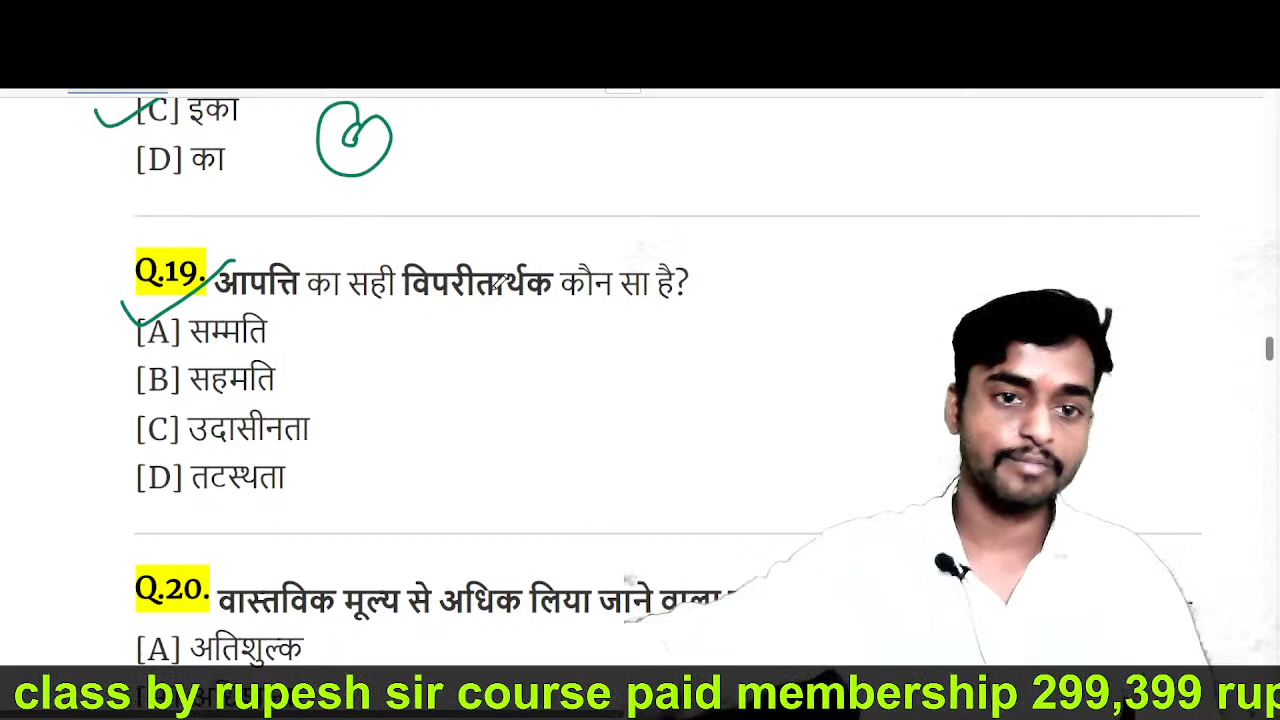 [C] इका
[D] का
Q.19. आपत्ति का सही विपरीतार्थक कौन सा है?
[A] सम्मति
[B] सहमति
[C] उदासीनता
[D] तटस्थता
Q.20. वास्तविक मूल्य से अधिक लिया जाने वाला
[A] अतिशुल्क
class by rupesh sir course paid membership 299,399 rup